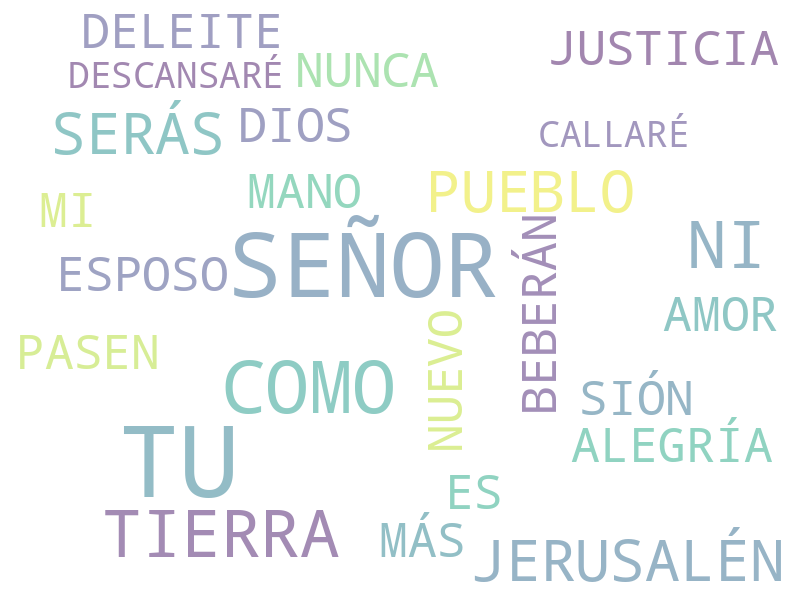 DELEITE
JUSTICIA
DESCANSARÉ
NUNCA
SERÁS
DIOS
CALLARÉ
MI
MANO
PUEBLO
SEÑOR
BEBERÁN
NI
ESPOSO
AMOR
PASEN
COMO
NUEVO
SIÓN
ALEGRÍA
TU
ES
TIERRA
MÁS
JERUSALÉN